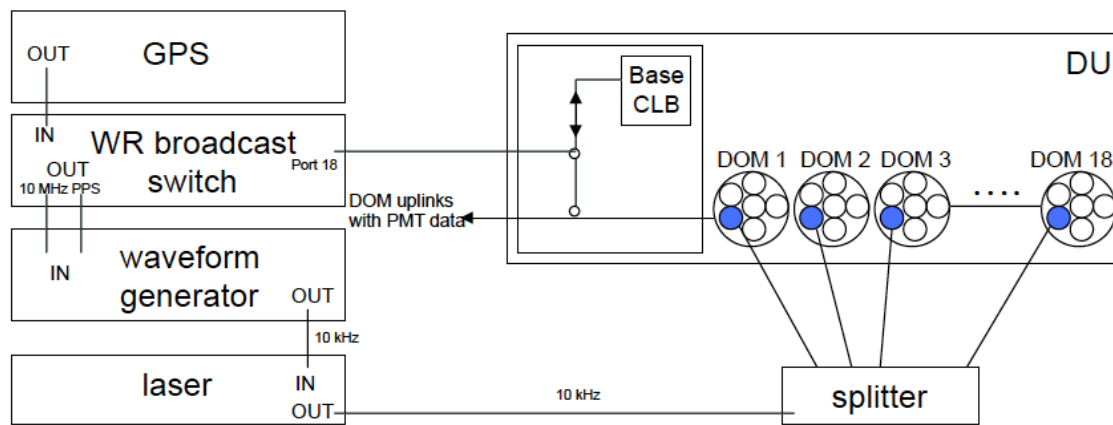 GPS
OUT
IN
WR broadcast
switch
OUT
10 MHz PPS
Port 18
IN
waveform
generator
OUT
10 kHz
laser
IN
OUT
10 kHz
splitter
DU
Base
CLB
DOM uplinks
with PMT data
DOM 1
DOM 2
DOM 3
....
DOM 18